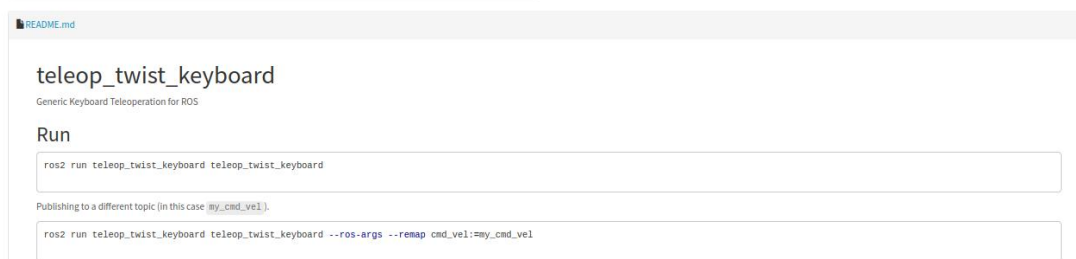 README.md
teleop_twist_keyboard
Generic Keyboard Teleoperation for ROS
Run
ros2 run teleop_twist_keyboard teleop_twist_keyboard
Publishing to a different topic (in this case my_cmd_vel ).
ros2 run teleop_twist_keyboard teleop_twist_keyboard --ros-args --remap cmd_vel:=my_cmd_vel